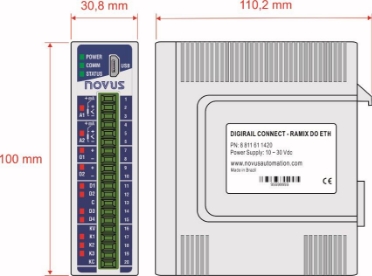 30,8 mm
110,2 mm
100 mm
POWER
COMM
STATUS
USB
novus
1
2
A1
3
4
5
A2
6
7
O1
8
9
O2
10
D1 11
D2 12
C 13
D3 14
D4 15
K2 16
K1 17
K2 18
K3 19
KC 20
DIGIRAIL CONNECT - RAMIX DO ETH
PN: 8 811 61 1420
Power Supply: 10 ~ 30 Vdc
www.novusautomation.com
Made in Brazil
CE